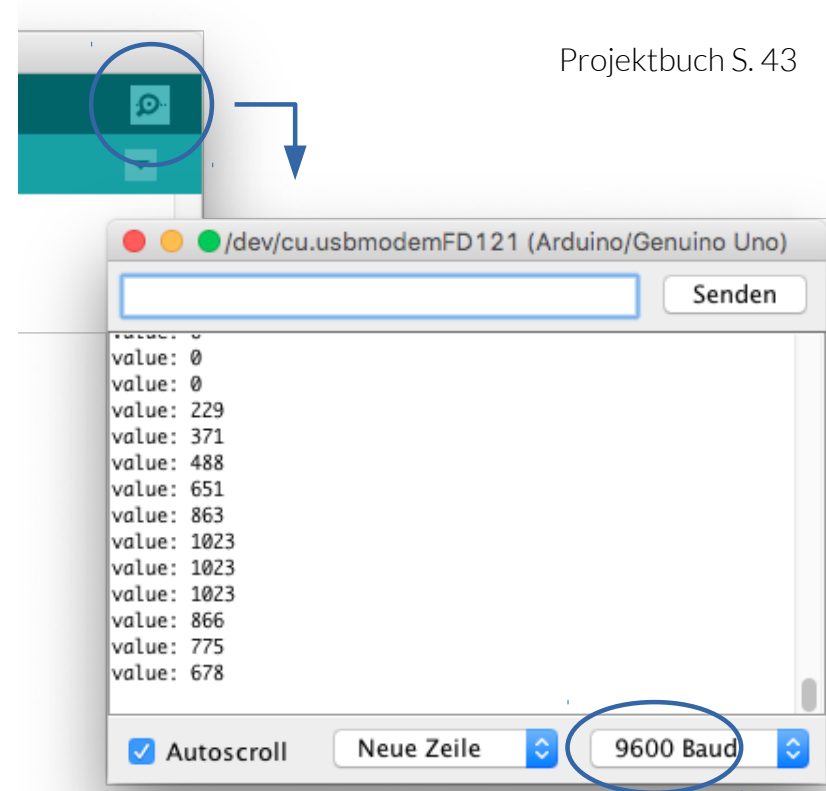 Projektbuch S. 43
/dev/cu.usbmodemFD121 (Arduino/Genuino Uno)
Senden
value: 0
value: 0
value: 229
value: 371
value: 488
value: 651
value: 863
value: 1023
value: 1023
value: 1023
value: 866
value: 775
value: 678
Autoscroll Neue Zeile 9600 Baud